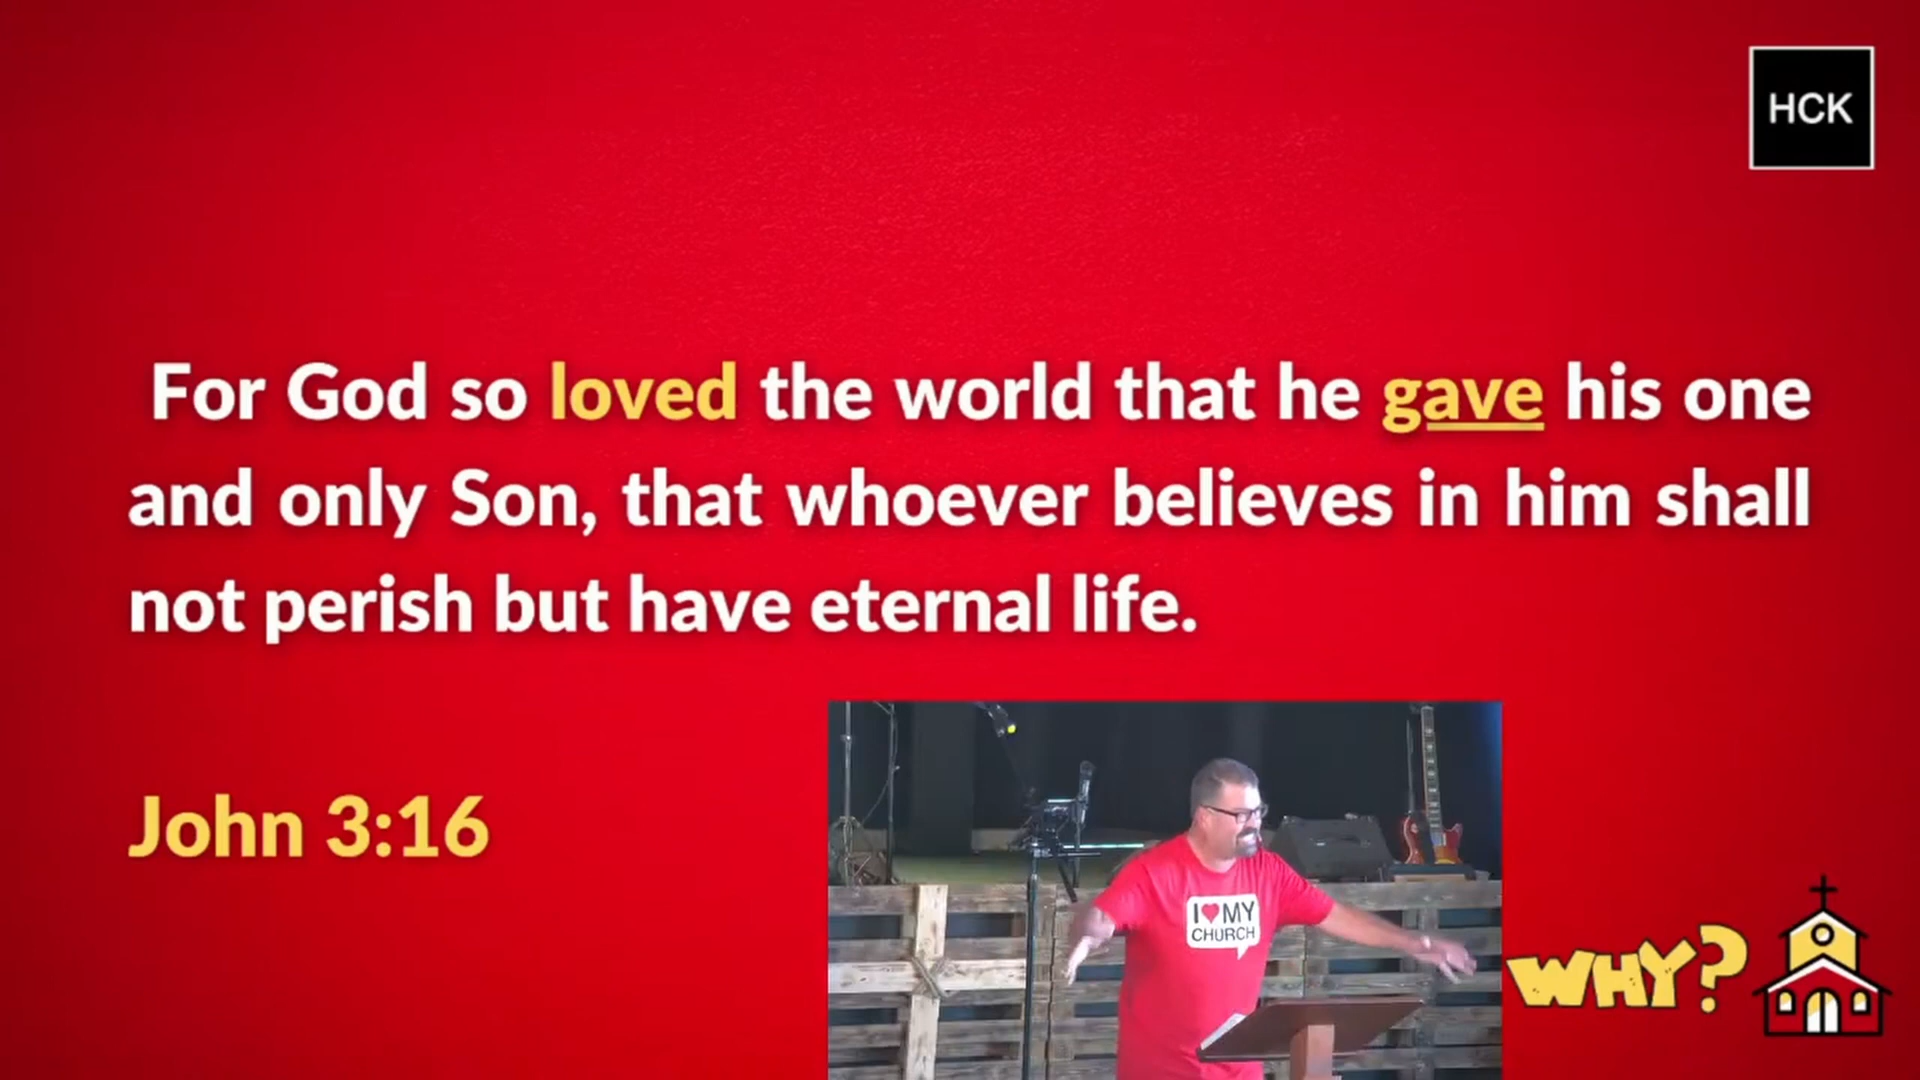 HCK
For God so loved the world that he gave his one
and only Son, that whoever believes in him shall
not perish but have eternal life.
John 3:16
I♥MY
CHURCH
WHY?